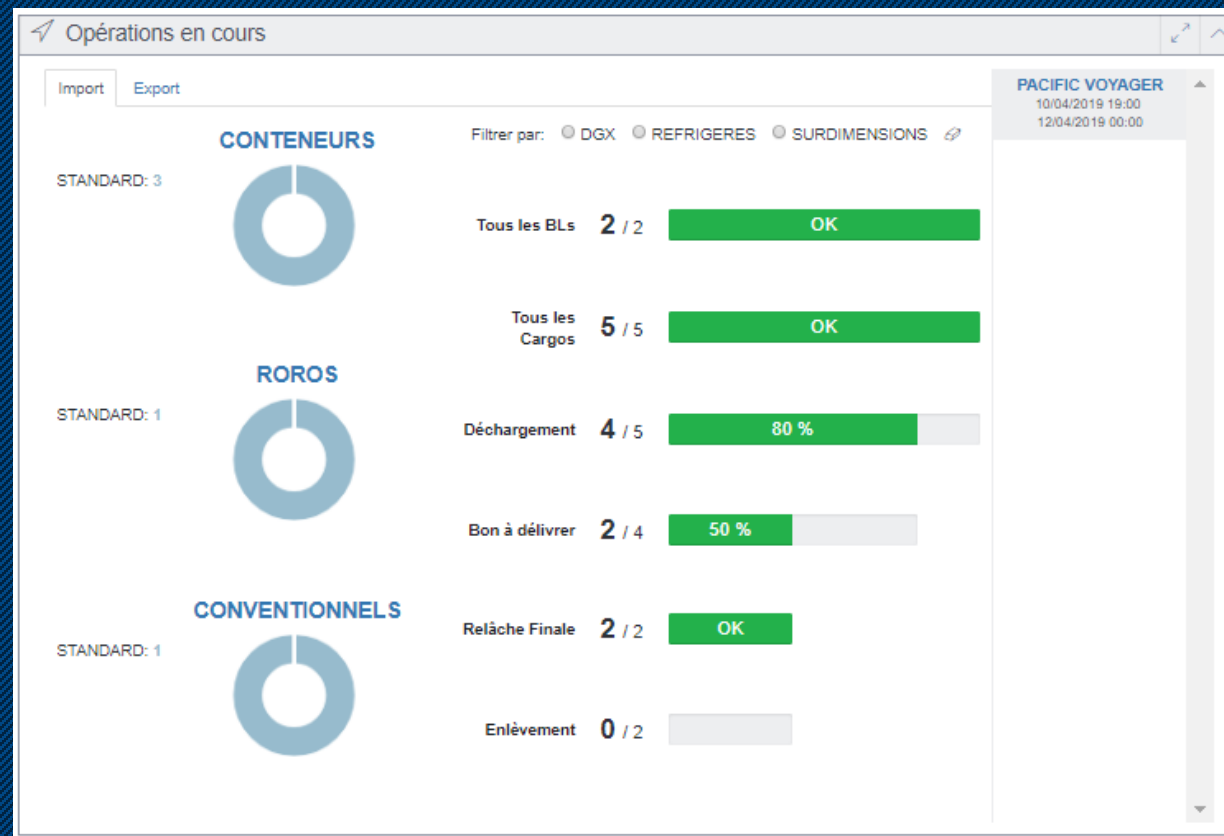 Opérations en cours
Import Export
PACIFIC VOYAGER
10/04/2019 19:00
12/04/2019 00:00
Filtrer par: DGX REFRIGERES SURDIMENSIONS
CONTENEURS
STANDARD: 3
Tous les BLs 2 / 2 OK
Tous les
Cargos 5 / 5 OK
ROROS
STANDARD: 1
Déchargement 4 / 5 80 %
Bon à délivrer 2 / 4 50 %
CONVENTIONNELS
STANDARD: 1
Relâche Finale 2 / 2 OK
Enlèvement 0 / 2